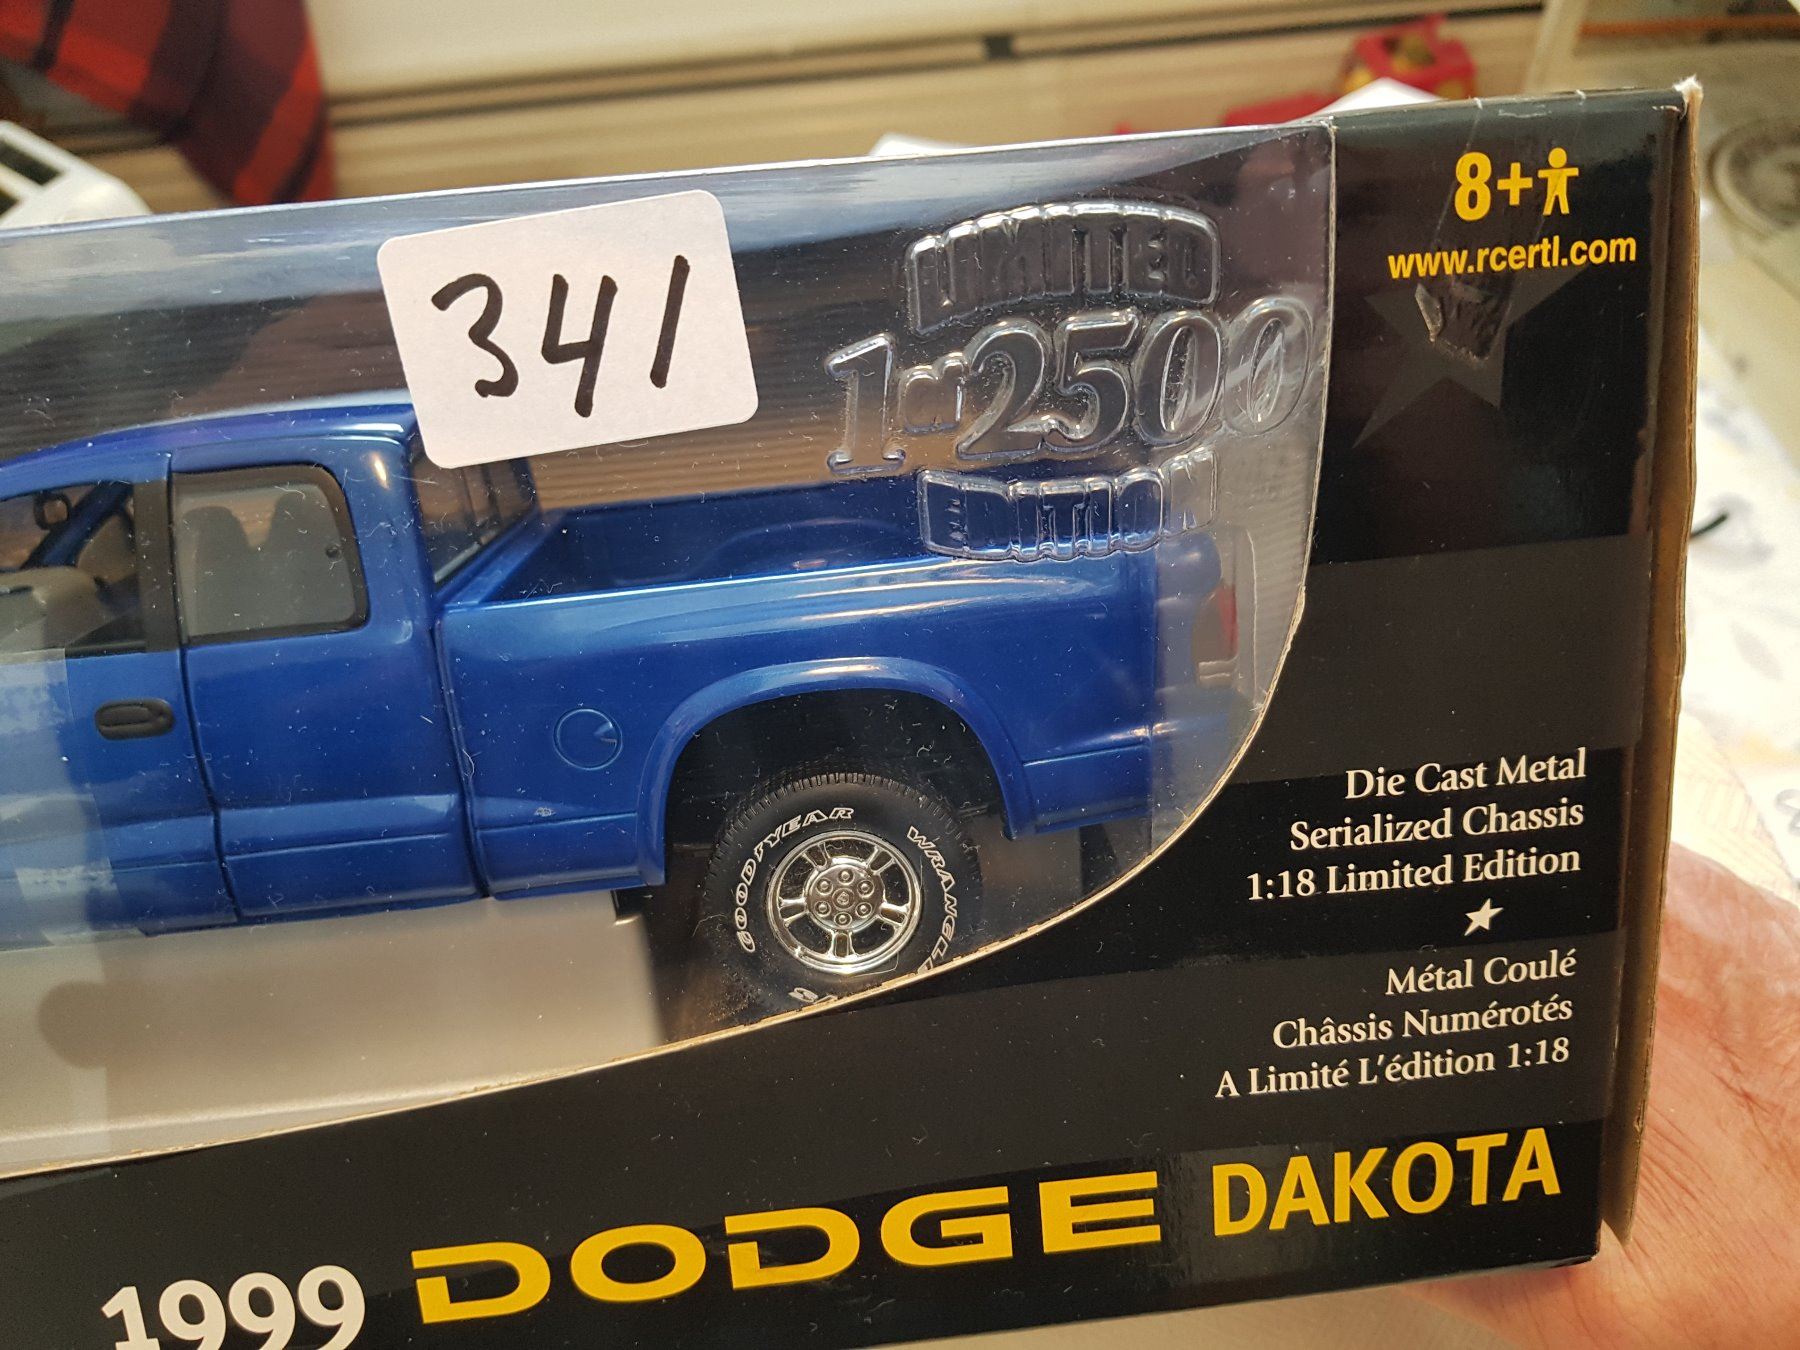 341
LIMITED
1 OF 2500
EDITION
8+
www.rcertl.com
GOODYEAR WRANGLER
Die Cast Metal
Serialized Chassis
1:18 Limited Edition
Métal Coulé
Châssis Numérotés
A Limité L'édition 1:18
1999 DODGE DAKOTA